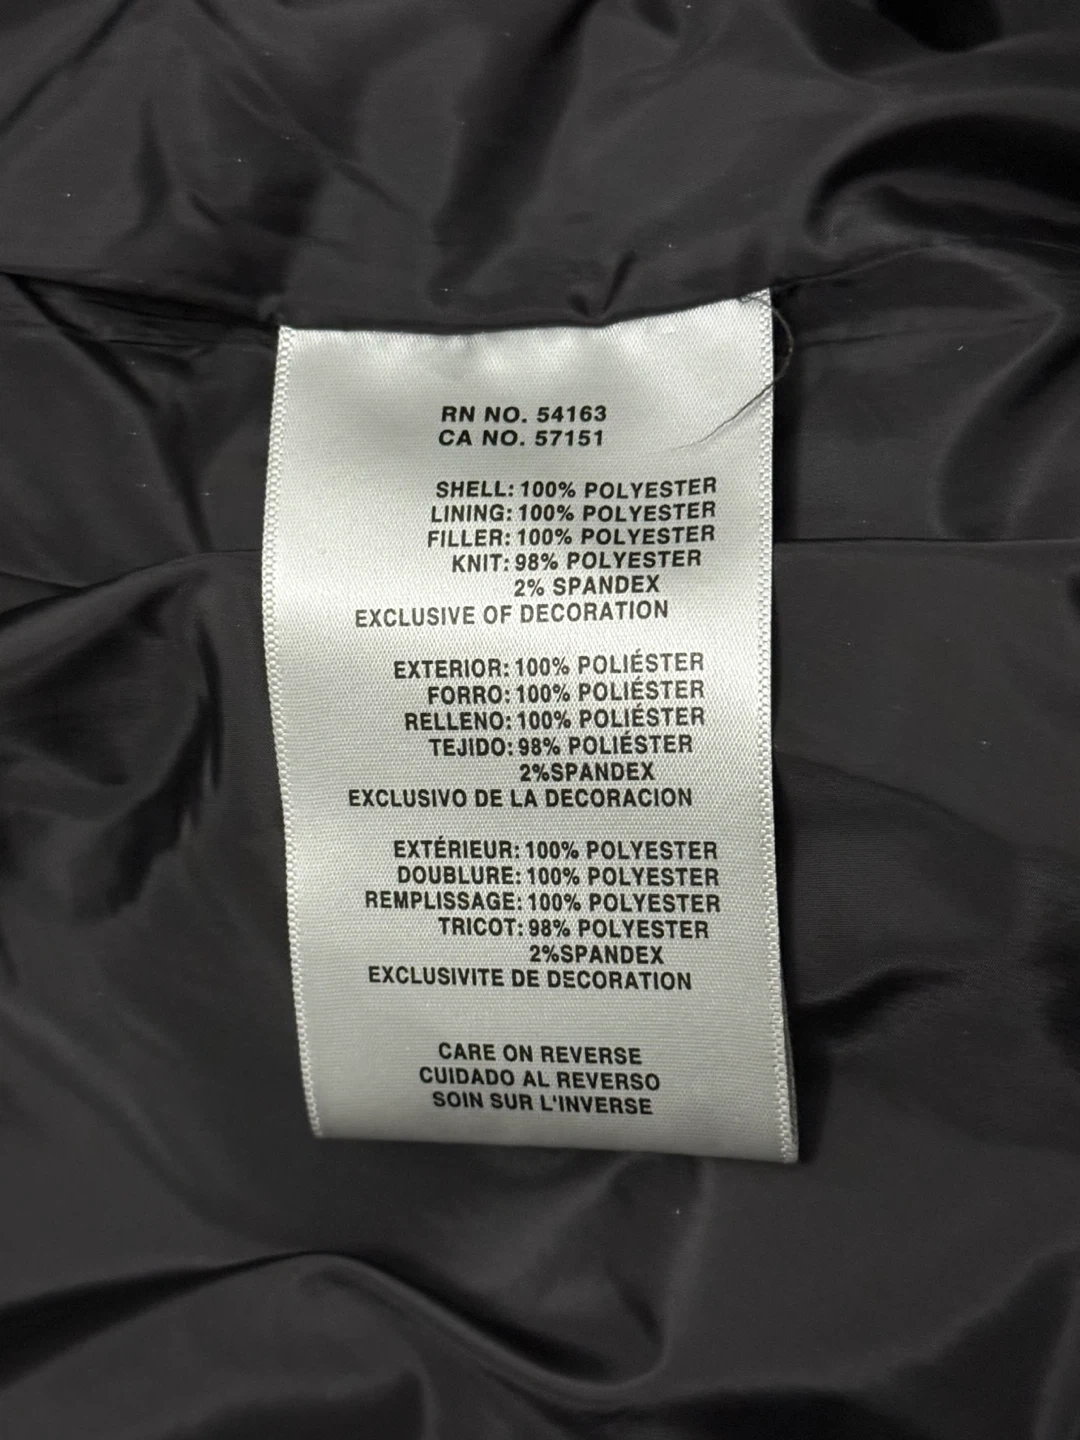 RN NO. 54163
CA NO. 57151
SHELL: 100% POLYESTER
LINING: 100% POLYESTER
FILLER: 100% POLYESTER
KNIT: 98% POLYESTER
2% SPANDEX
EXCLUSIVE OF DECORATION
EXTERIOR: 100% POLIÉSTER
FORRO: 100% POLIÉSTER
RELLENO: 100% POLIÉSTER
TEJIDO: 98% POLIÉSTER
2%SPANDEX
EXCLUSIVO DE LA DECORACION
EXTÉRIEUR: 100% POLYESTER
DOUBLURE: 100% POLYESTER
REMPLISSAGE: 100% POLYESTER
TRICOT: 98% POLYESTER
2%SPANDEX
EXCLUSIVITE DE DECORATION
CARE ON REVERSE
CUIDADO AL REVERSO
SOIN SUR L'INVERSE